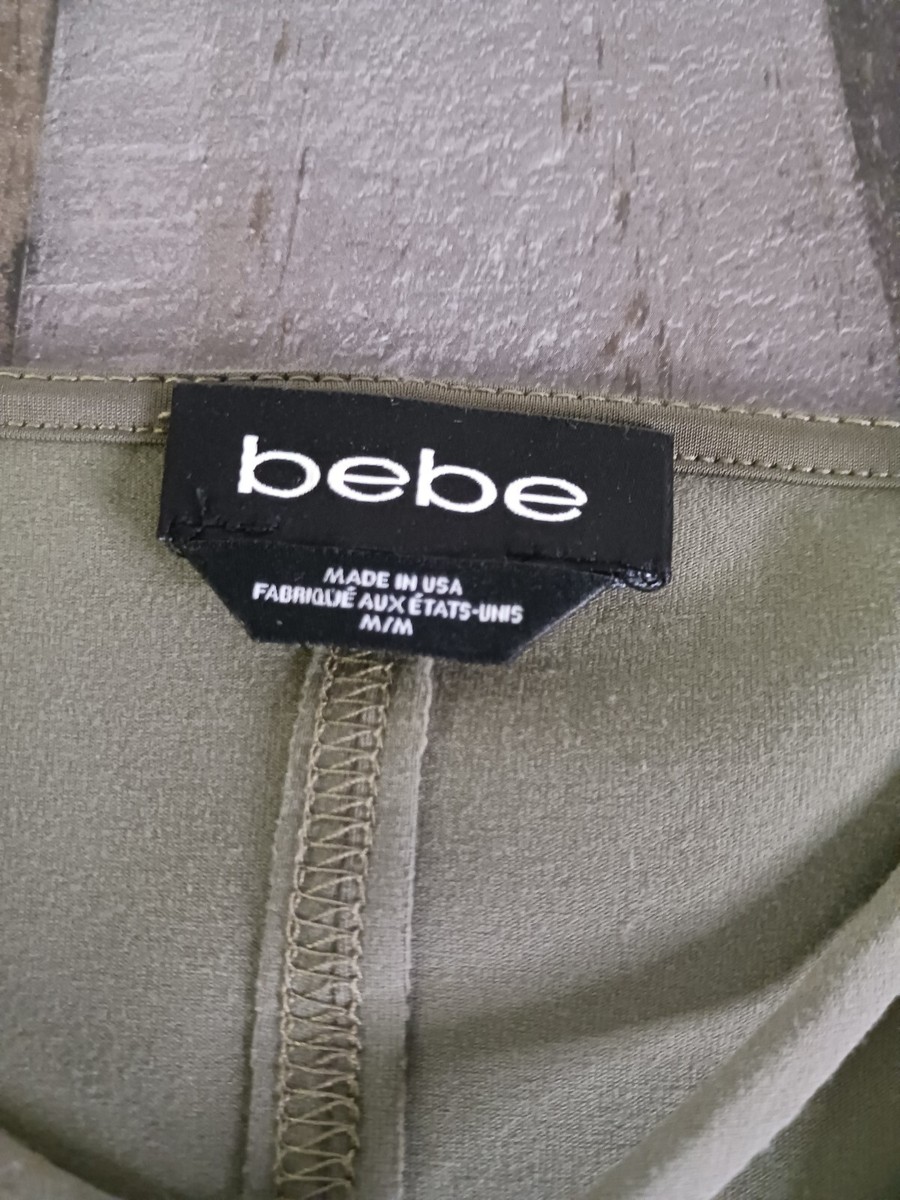 bebe
MADE IN USA
FABRIQUÉ AUX ÉTATS-UNIS
M/M